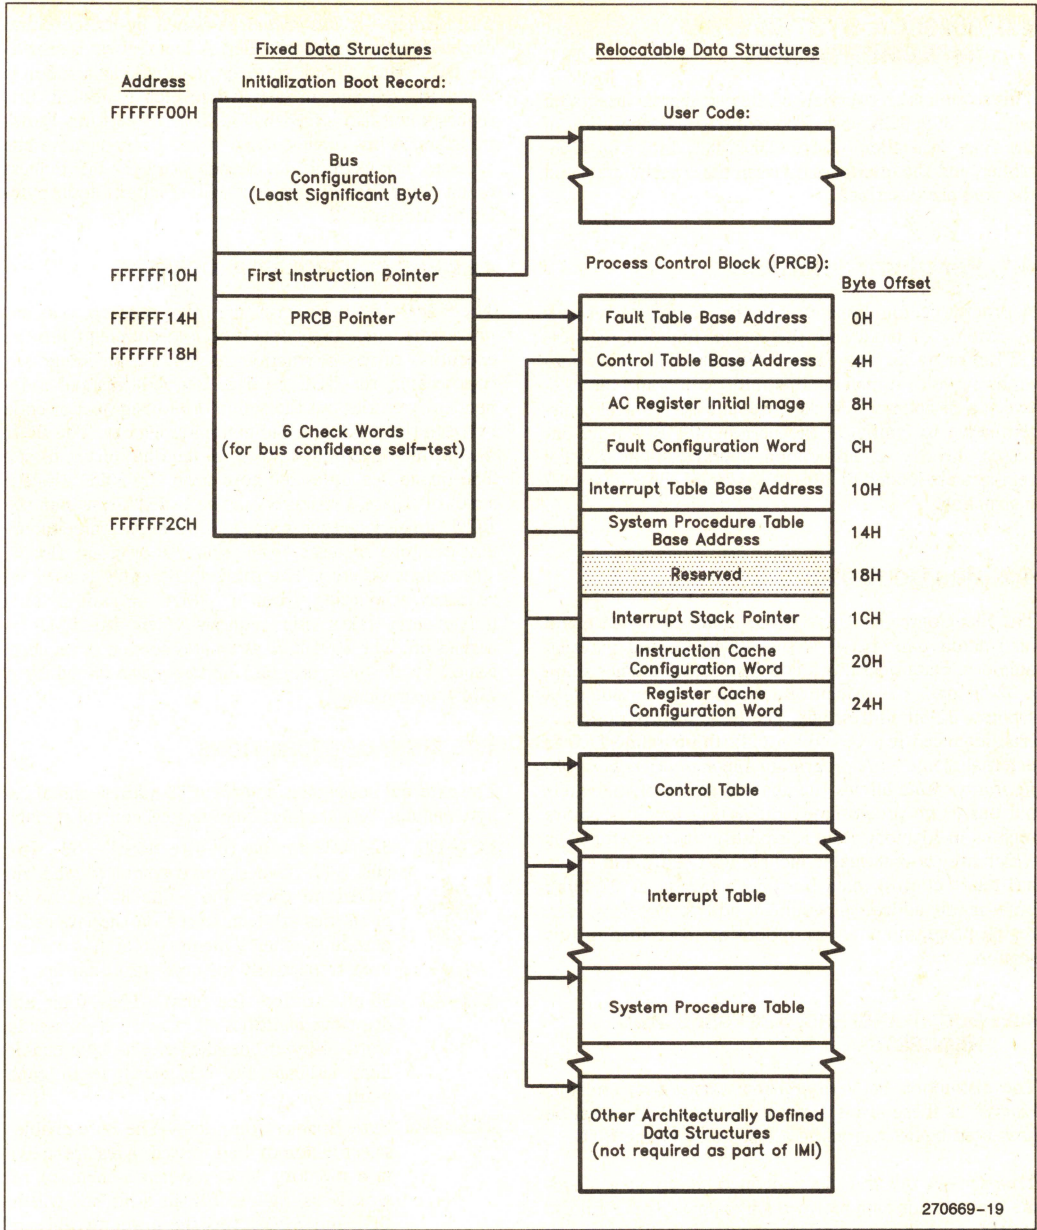 Fixed Data Structures
Relocatable Data Structures
Address
Initialization Boot Record:
FFFFFF00H
Bus
Configuration
(Least Significant Byte)
User Code:
FFFFFF10H
First Instruction Pointer
FFFFFF14H
PRCB Pointer
FFFFFF18H
6 Check Words
(for bus confidence self-test)
FFFFFF2CH
Process Control Block (PRCB):
Byte Offset
Fault Table Base Address
0H
Control Table Base Address
4H
AC Register Initial Image
8H
Fault Configuration Word
CH
Interrupt Table Base Address
10H
System Procedure Table
Base Address
14H
Reserved
18H
Interrupt Stack Pointer
1CH
Instruction Cache
Configuration Word
20H
Register Cache
Configuration Word
24H
Control Table
Interrupt Table
System Procedure Table
Other Architecturally Defined
Data Structures
(not required as part of IMI)
270669-19